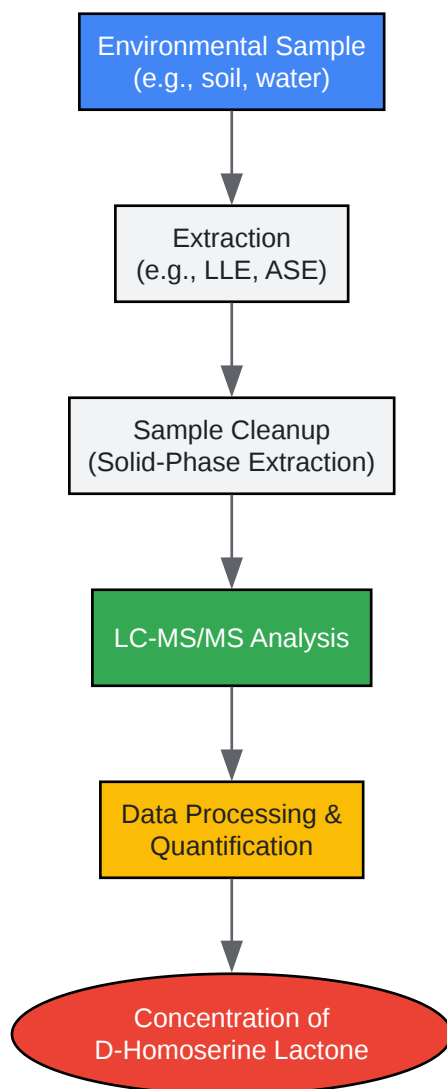 Environmental Sample
(e.g., soil, water)
Extraction
(e.g., LLE, ASE)
Sample Cleanup
(Solid-Phase Extraction)
LC-MS/MS Analysis
Data Processing &
Quantification
Concentration of
D-Homoserine Lactone